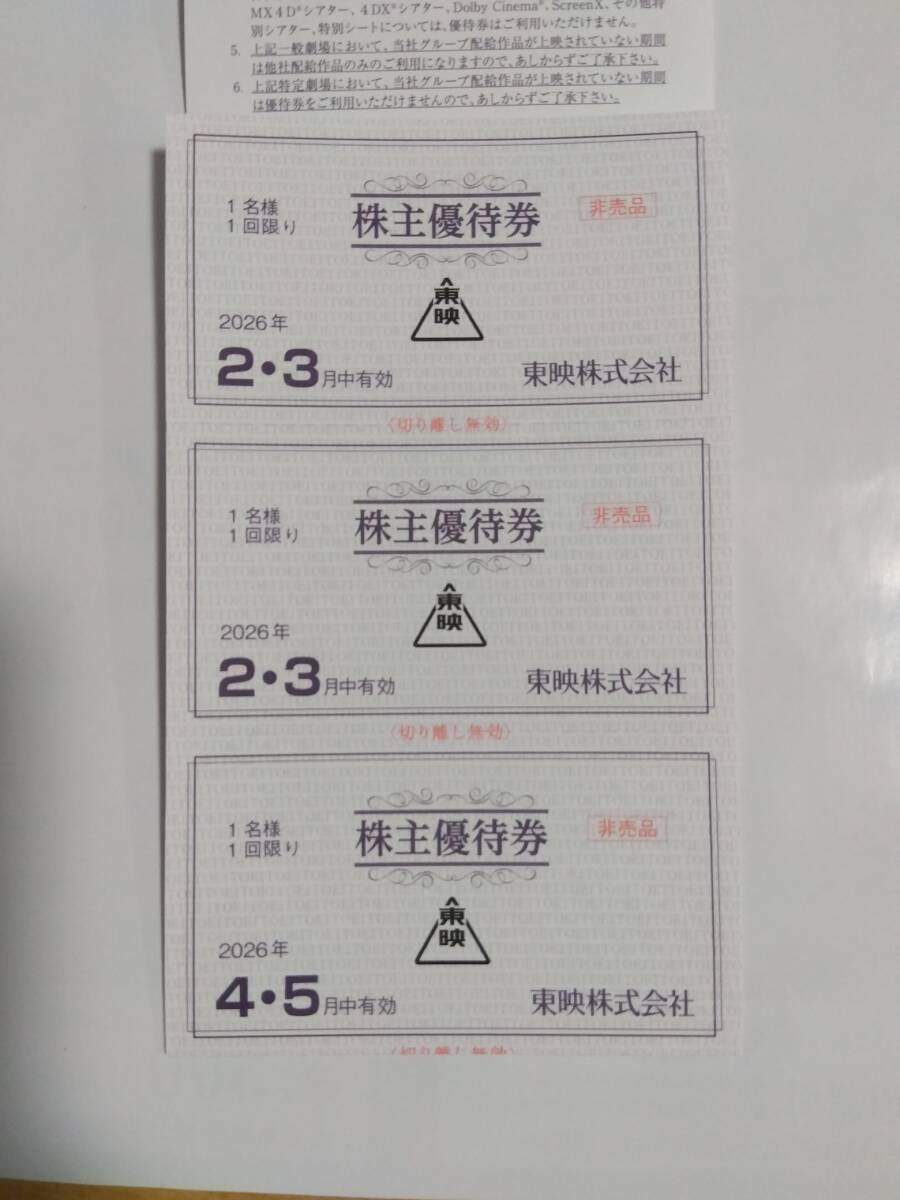 MX4D®シアター、4DX®シアター、Dolby Cinema®、ScreenX、その他特
別シアター、特別シートについては、優待券はご利用いただけません。
5. 上記一般劇場において、当社グループ配給作品が上映されていない期間
は他社配給作品のみのご利用になりますので、あしからずご了承下さい。
6. 上記特定劇場において、当社グループ配給作品が上映されていない期間
は優待券をご利用いただけませんので、あしからずご了承下さい。
1名様
1回限り
株主優待券
非売品
東映
2026年
2・3月中有効
東映株式会社
〈切り離し無効〉
1名様
1回限り
株主優待券
非売品
東映
2026年
2・3月中有効
東映株式会社
〈切り離し無効〉
1名様
1回限り
株主優待券
非売品
東映
2026年
4・5月中有効
東映株式会社
〈切り離し無効〉